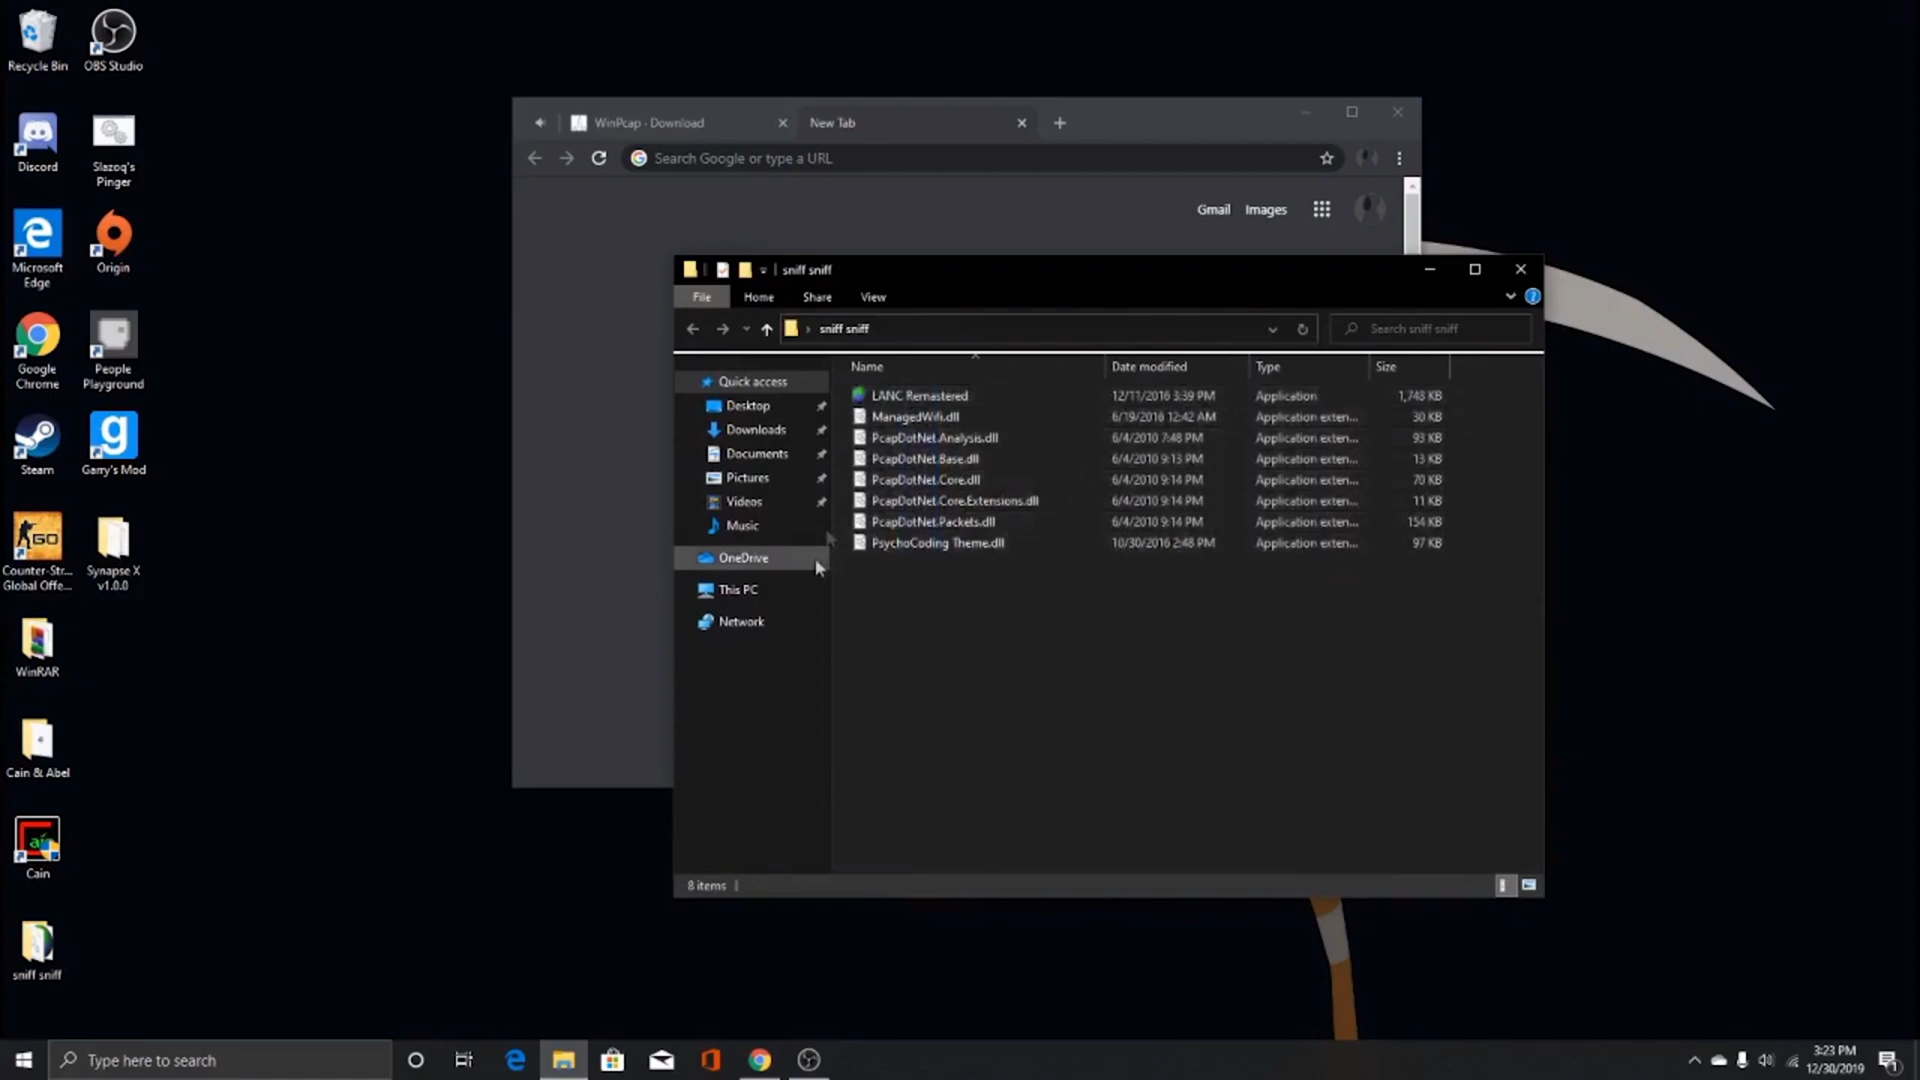 Recycle Bin
OBS Studio
Discord
Slazoq's
Pinger
Microsoft
Edge
Origin
Google
Chrome
People
Playground
Steam
Garry's Mod
Counter-Str...
Global Offe...
Synapse X
v1.0.0
WinRAR
Cain & Abel
Cain
sniff sniff
WinPcap - Download
New Tab
Search Google or type a URL
Gmail Images
sniff sniff
File Home Share View
sniff sniff
Search sniff sniff
Name Date modified Type Size
Quick access
Desktop
Downloads
Documents
Pictures
Videos
Music
OneDrive
This PC
Network
LANC Remastered 12/11/2016 3:39 PM Application 1,748 KB
ManagedWifi.dll 6/19/2016 12:42 AM Application exten... 30 KB
PcapDotNet.Analysis.dll 6/4/2010 7:48 PM Application exten... 93 KB
PcapDotNet.Base.dll 6/4/2010 9:13 PM Application exten... 13 KB
PcapDotNet.Core.dll 6/4/2010 9:14 PM Application exten... 70 KB
PcapDotNet.Core.Extensions.dll 6/4/2010 9:14 PM Application exten... 11 KB
PcapDotNet.Packets.dll 6/4/2010 9:14 PM Application exten... 154 KB
PsychoCoding Theme.dll 10/30/2016 2:48 PM Application exten... 97 KB
8 items
Type here to search
3:23 PM
12/30/2019